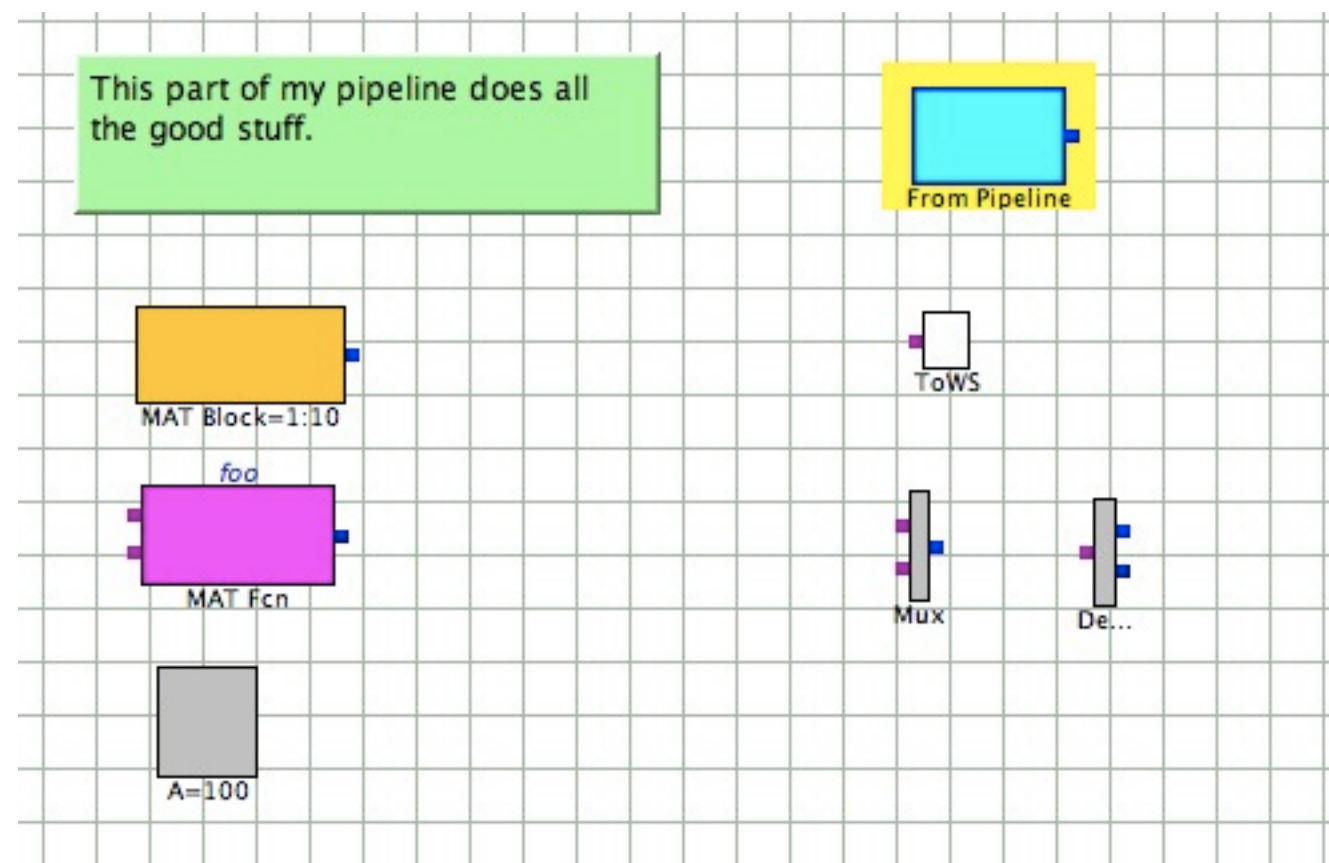 This part of my pipeline does all
the good stuff.
From Pipeline
MAT Block=1:10
ToWS
foo
MAT Fcn
Mux
De...
A=100